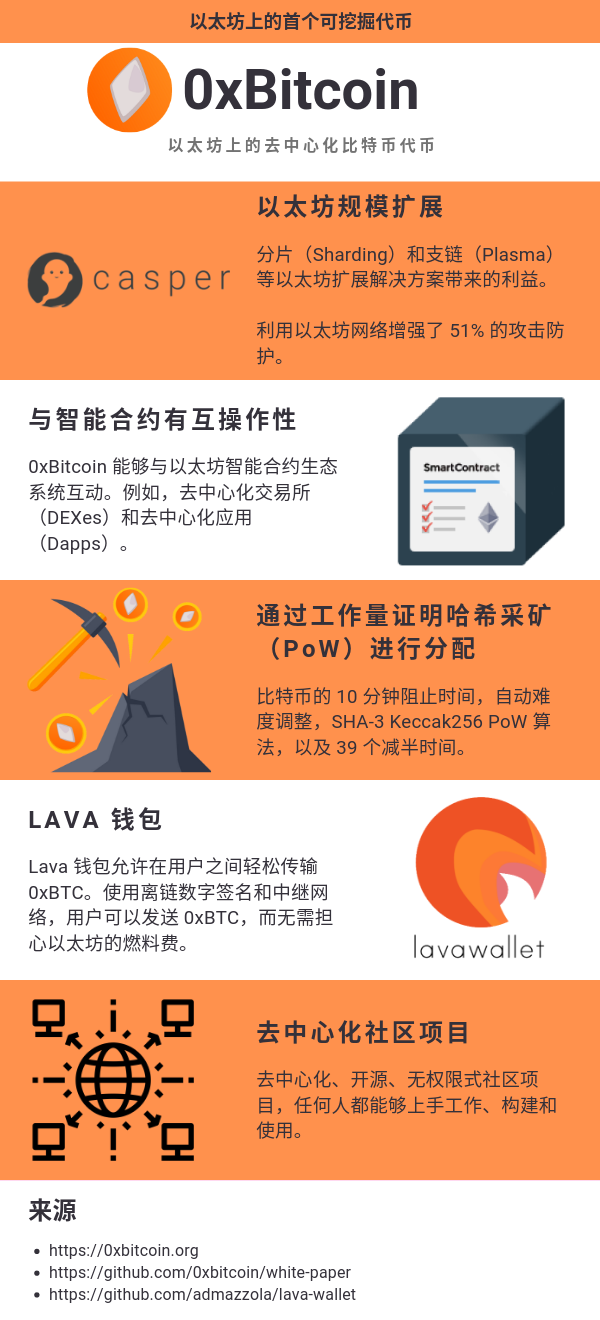 以太坊上的首个可挖掘代币
0xBitcoin
以太坊上的去中心化比特币代币
以太坊规模扩展
casper
分片（Sharding）和支链（Plasma）
等以太坊扩展解决方案带来的利益。
利用以太坊网络增强了 51% 的攻击防
护。
与智能合约有互操作性
0xBitcoin 能够与以太坊智能合约生态
系统互动。例如，去中心化交易所
（DEXes）和去中心化应用
（Dapps）。
SmartContract
通过工作量证明哈希采矿
（PoW）进行分配
比特币的 10 分钟阻止时间，自动难
度调整，SHA-3 Keccak256 PoW 算
法，以及 39 个减半时间。
LAVA 钱包
Lava 钱包允许在用户之间轻松传输
0xBTC。使用离链数字签名和中继网
络，用户可以发送 0xBTC，而无需担
心以太坊的燃料费。
lavawallet
去中心化社区项目
去中心化、开源、无权限式社区项
目，任何人都能够上手工作、构建和
使用。
来源
• https://0xbitcoin.org
• https://github.com/0xbitcoin/white-paper
• https://github.com/admazzola/lava-wallet